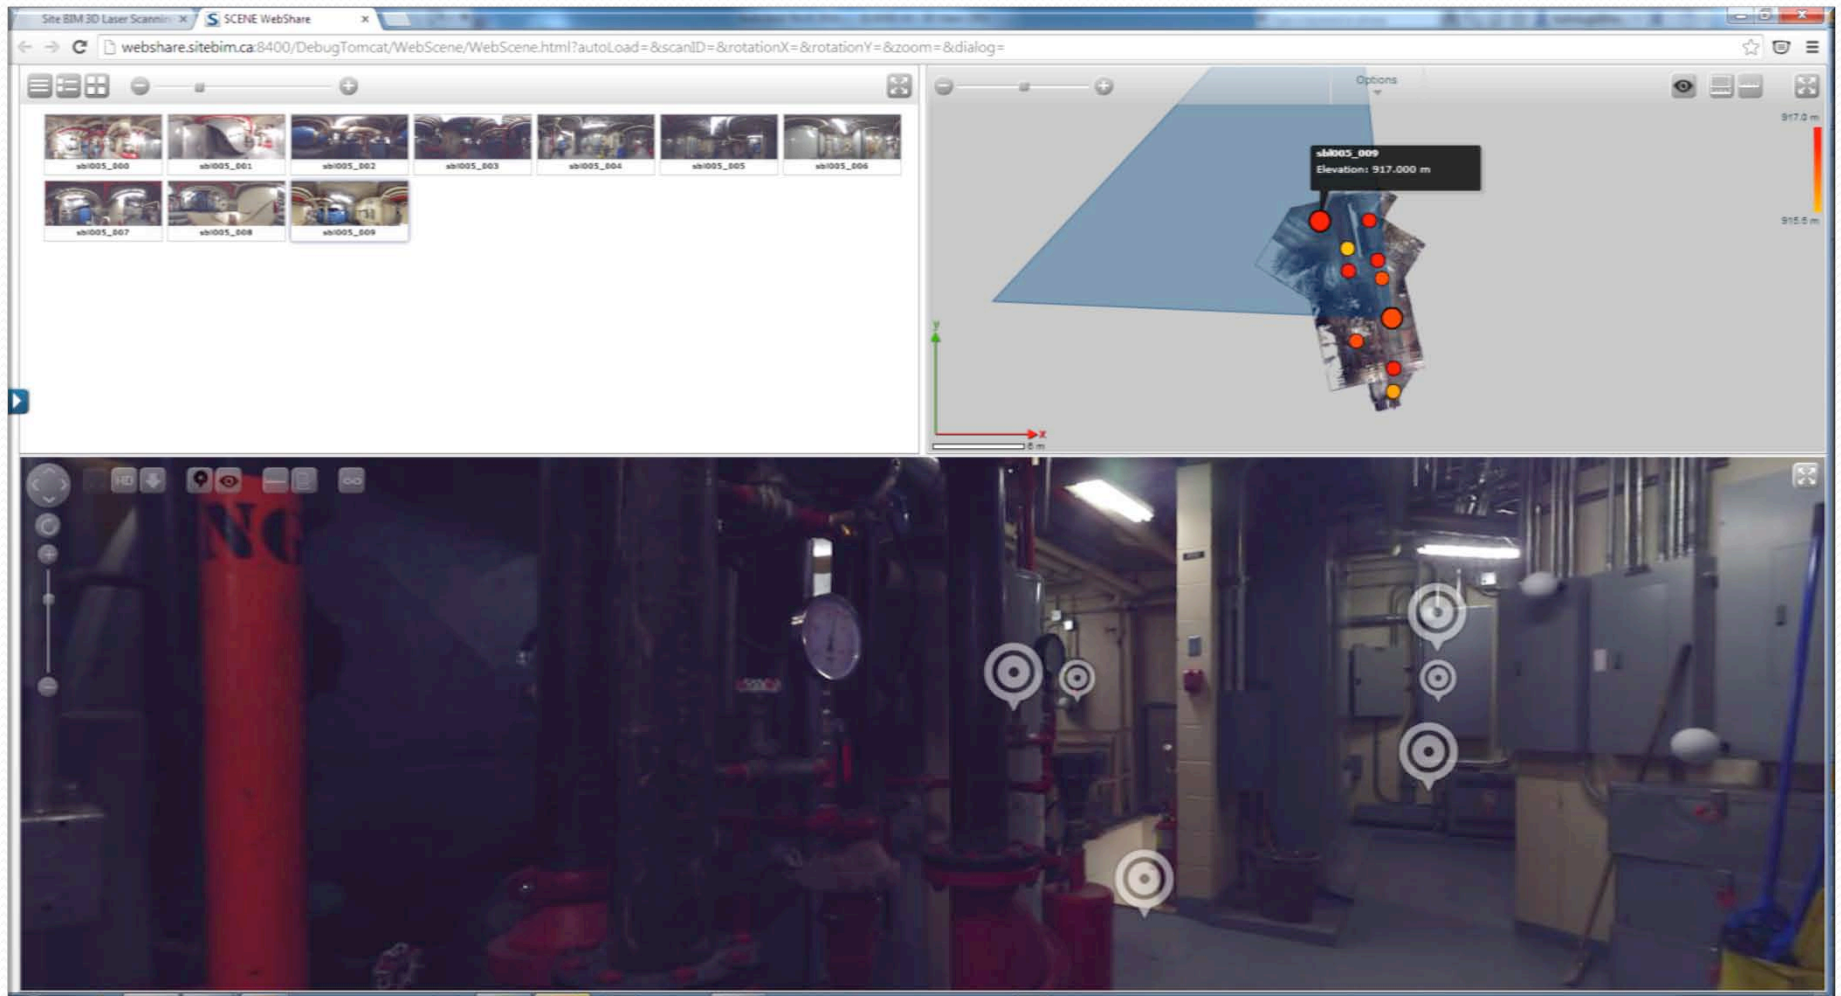 Site BIM 3D Laser Scannin
SCENE WebShare
webshare.sitebim.ca:8400/DebugTomcat/WebScene/WebScene.html?autoLoad=&scanID=&rotationX=&rotationY=&zoom=&dialog=
Options
917.0 m
915.5 m
sbl005_000
sbl005_001
sbl005_002
sbl005_003
sbl005_004
sbl005_005
sbl005_006
sbl005_007
sbl005_008
sbl005_009
sbl005_009
Elevation: 917.000 m
y
x
6 m
HD
NG